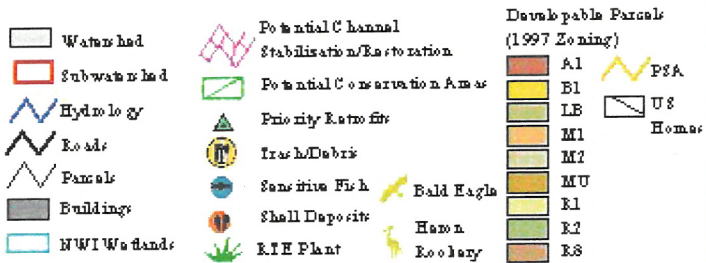 Watershed
Subwatershed
Hydrology
Roads
Parcels
Buildings
NWI Wetlands
Potential Channel
Stabilisation/Restoration
Potential Conservation Areas
Priority Retrofits
Trash/Debris
Sensitive Fish
Shell Deposits
RTE Plant
Bald Eagle
Heron
Rookery
Developable Parcels
(1997 Zoning)
A1
B1
LB
M1
M2
MU
R1
R2
R8
PSA
US
Homes